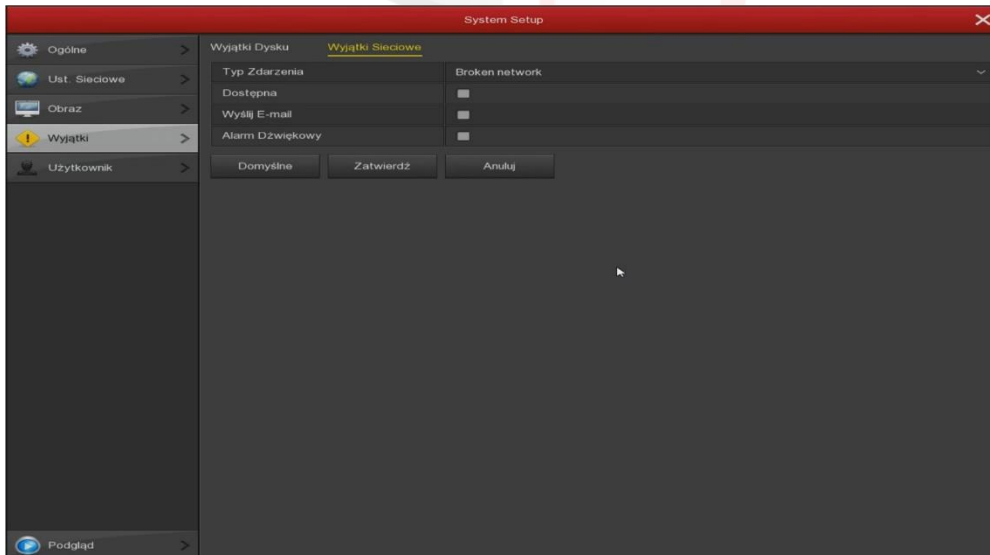 System Setup
Ogólne
Ust. Sieciowe
Obraz
Wyjątki
Użytkownik
Podgląd
Wyjątki Dysku Wyjątki Sieciowe
Typ Zdarzenia Broken network
Dostępna
Wyślij E-mail
Alarm Dźwiękowy
Domyślne Zatwierdź Anuluj